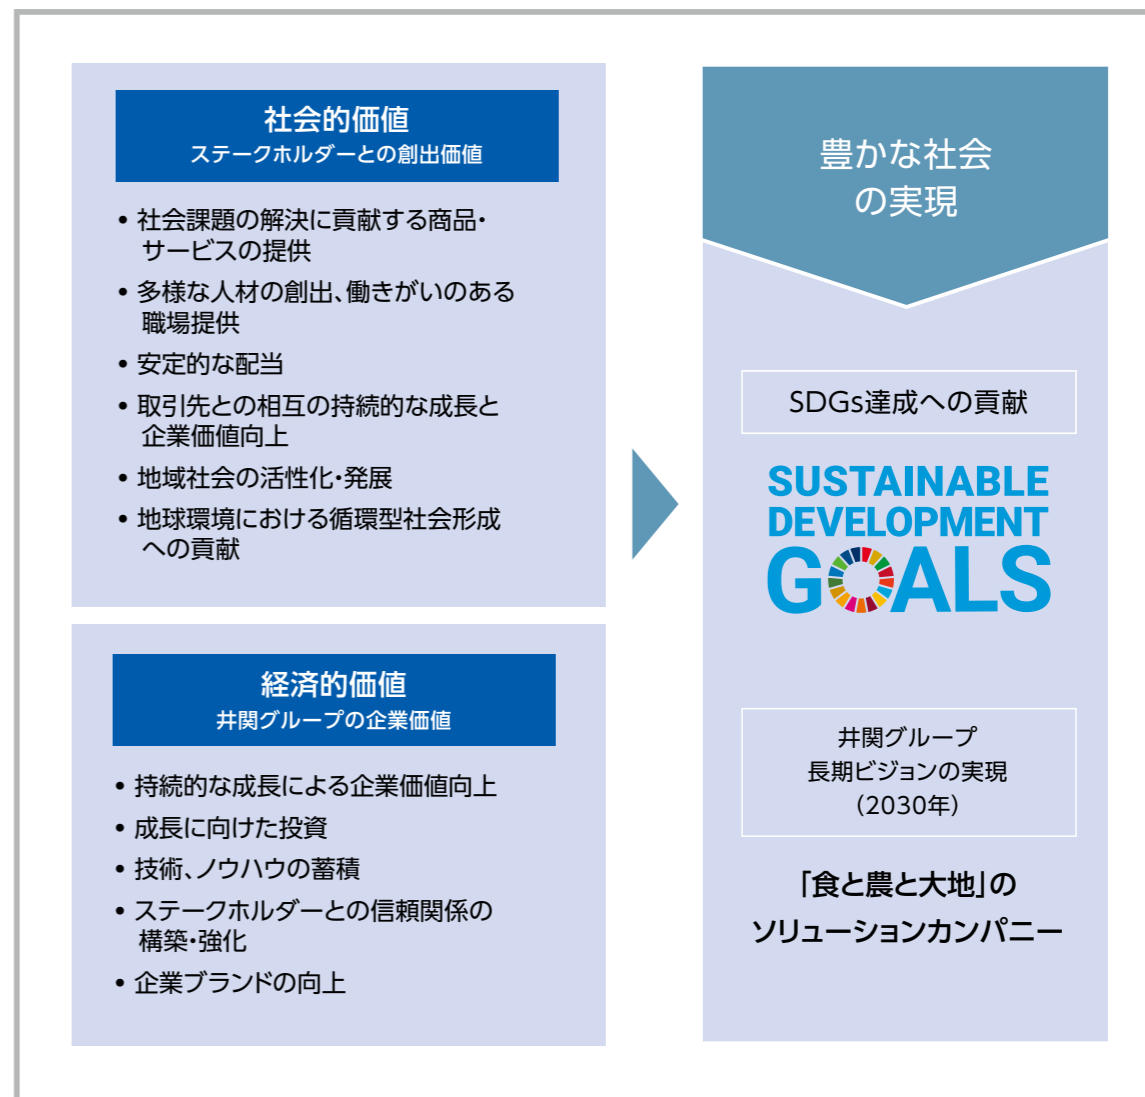 社会的価値
ステークホルダーとの創出価値
• 社会課題の解決に貢献する商品・
サービスの提供
• 多様な人材の創出、働きがいのある
職場提供
• 安定的な配当
• 取引先との相互の持続的な成長と
企業価値向上
• 地域社会の活性化・発展
• 地球環境における循環型社会形成
への貢献
経済的価値
井関グループの企業価値
• 持続的な成長による企業価値向上
• 成長に向けた投資
• 技術、ノウハウの蓄積
• ステークホルダーとの信頼関係の
構築・強化
• 企業ブランドの向上
豊かな社会
の実現
SDGs達成への貢献
SUSTAINABLE
DEVELOPMENT
GOALS
井関グループ
長期ビジョンの実現
（2030年）
「食と農と大地」の
ソリューションカンパニー